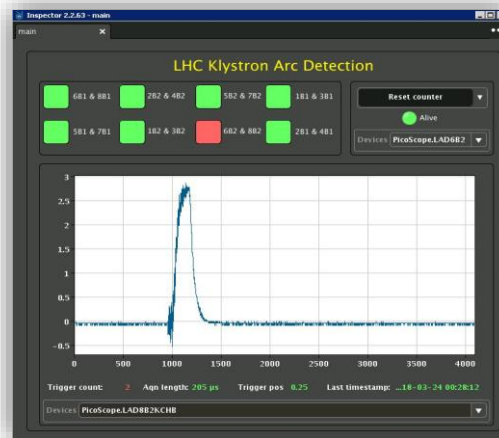 Inspector 2.2.63 - main
main
LHC Klystron Arc Detection
6B1 & 8B1 2B2 & 4B2 5B2 & 7B2 1B1 & 3B1
5B1 & 7B1 1B2 & 3B2 6B2 & 8B2 2B1 & 4B1
Reset counter
Alive
Devices PicoScope.LAD6B2
3
2.5
2
1.5
1
0.5
0
-0.5
0 500 1000 1500 2000 2500 3000 3500 4000
Trigger count: 2 Aqn length: 205 µs Trigger pos 0.25 Last timestamp: ...18-03-24 00:28:12
Devices PicoScope.LAD8B2KCHB